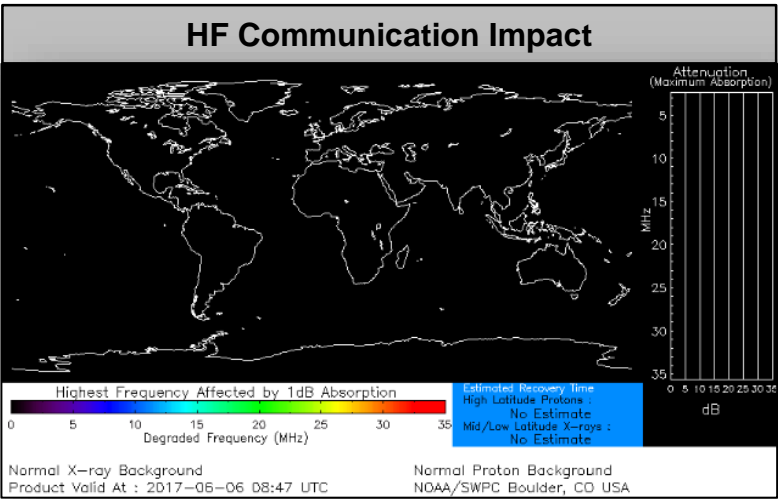 HF Communication Impact
Attenuation
(Maximum Absorption)
5
10
15
MHz
20
25
30
35
0 5 10 15 20 25 30 35
dB
Highest Frequency Affected by 1dB Absorption
0 5 10 15 20 25 30 35
Degraded Frequency (MHz)
Estimated Recovery Time
High Latitude Protons :
No Estimate
Mid/Low Latitude X-rays :
No Estimate
Normal X-ray Background
Product Valid At : 2017-06-06 08:47 UTC
Normal Proton Background
NOAA/SWPC Boulder, CO USA